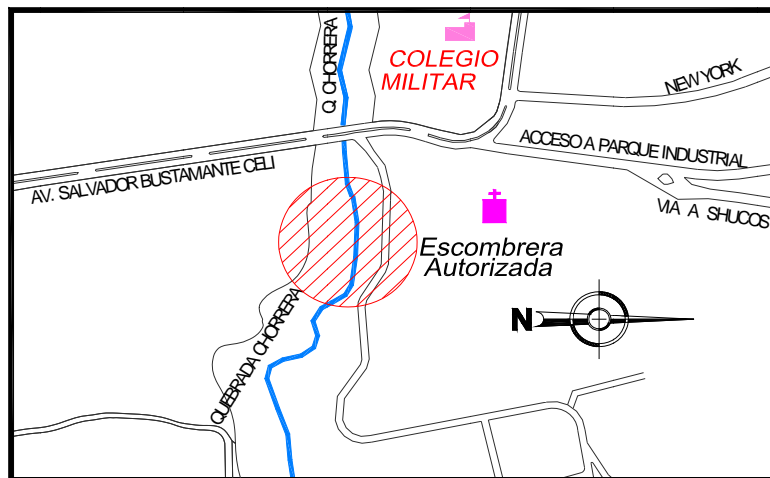 COLEGIO
MILITAR
Q. CHORRERA
NEW YORK
ACCESO A PARQUE INDUSTRIAL
AV. SALVADOR BUSTAMANTE CELI
VIA A SHUCOS
Escombrera
Autorizada
N
QUEBRADA CHORRERA